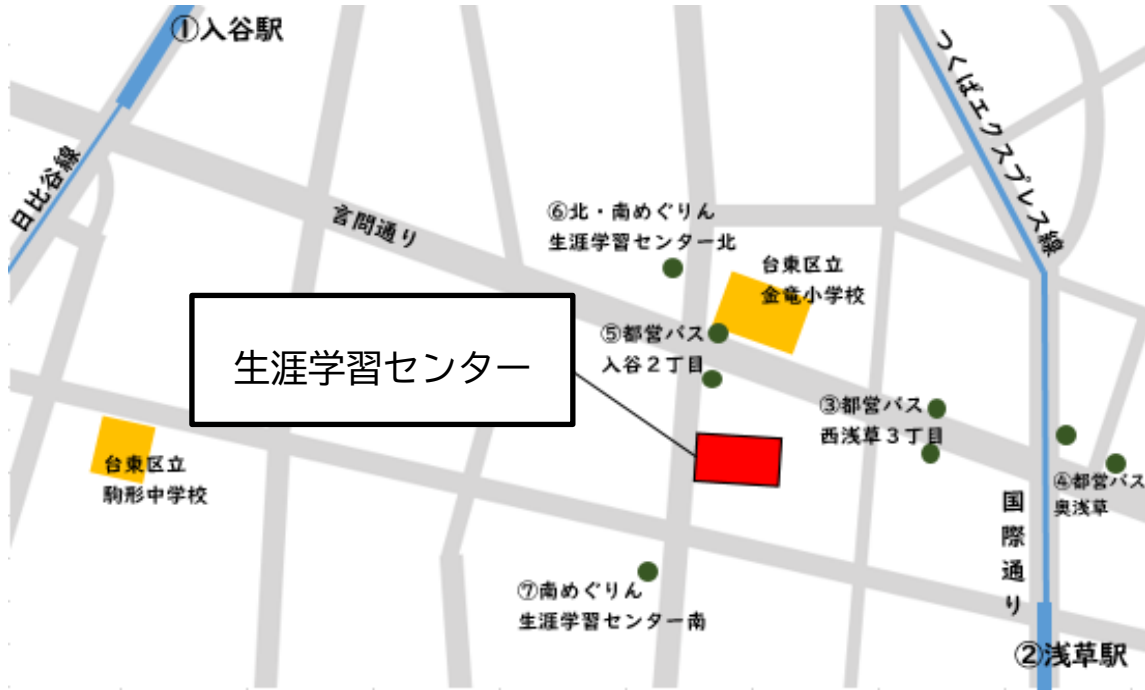 ①入谷駅
つくばエクスプレス線
日比谷線
言問通り
⑥北・南めぐりん
生涯学習センター北
台東区立
金竜小学校
⑤都営バス
入谷２丁目
生涯学習センター
③都営バス
西浅草３丁目
台東区立
駒形中学校
④都営バス
奥浅草
国際通り
⑦南めぐりん
生涯学習センター南
②浅草駅